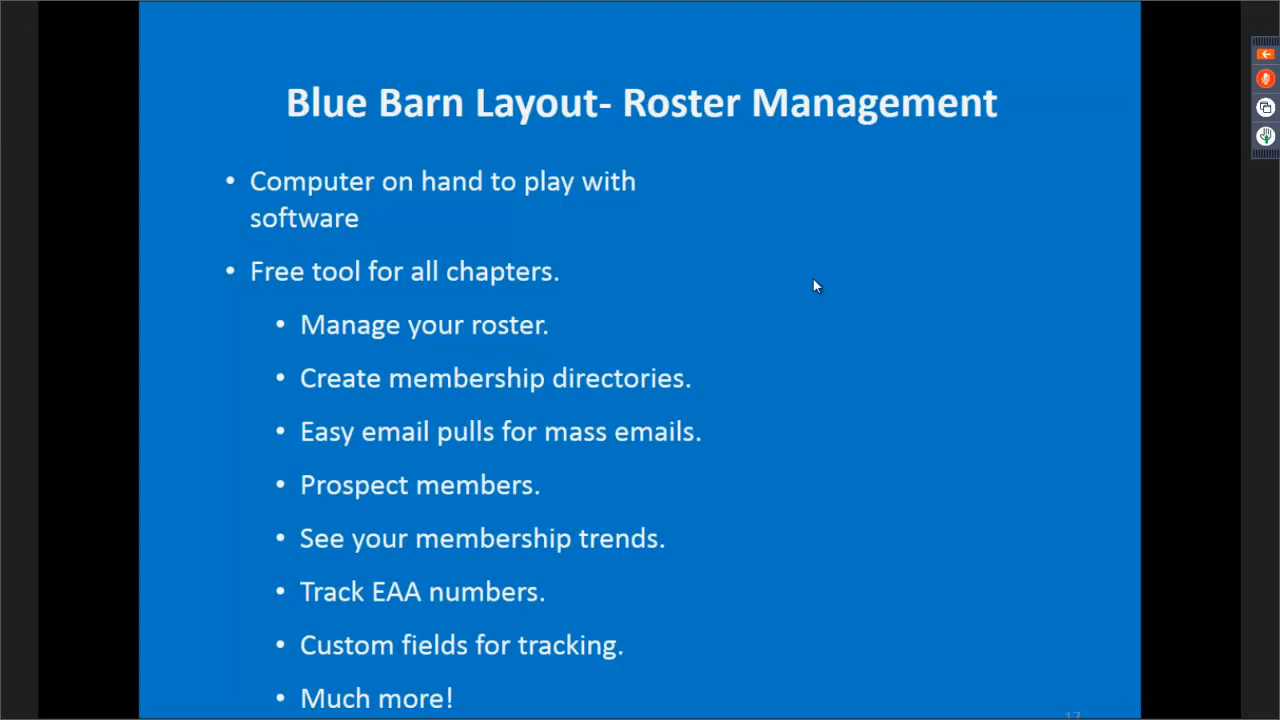 Blue Barn Layout- Roster Management
• Computer on hand to play with
software
• Free tool for all chapters.
• Manage your roster.
• Create membership directories.
• Easy email pulls for mass emails.
• Prospect members.
• See your membership trends.
• Track EAA numbers.
• Custom fields for tracking.
• Much more!
17